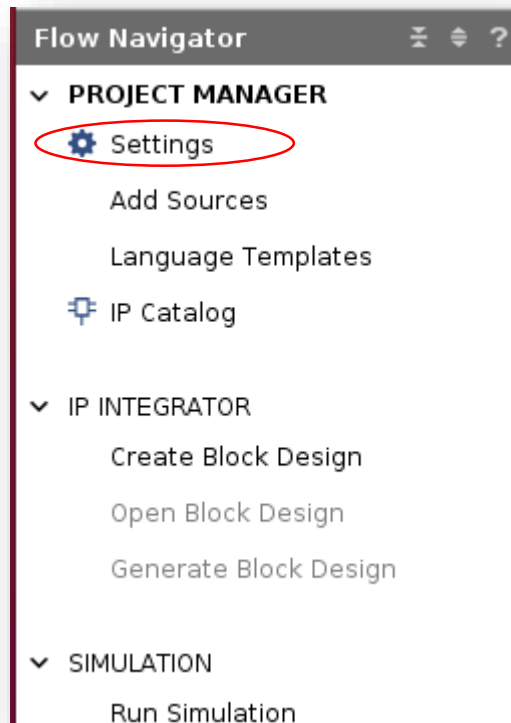 Flow Navigator ?
PROJECT MANAGER
Settings
Add Sources
Language Templates
IP Catalog
IP INTEGRATOR
Create Block Design
Open Block Design
Generate Block Design
SIMULATION
Run Simulation